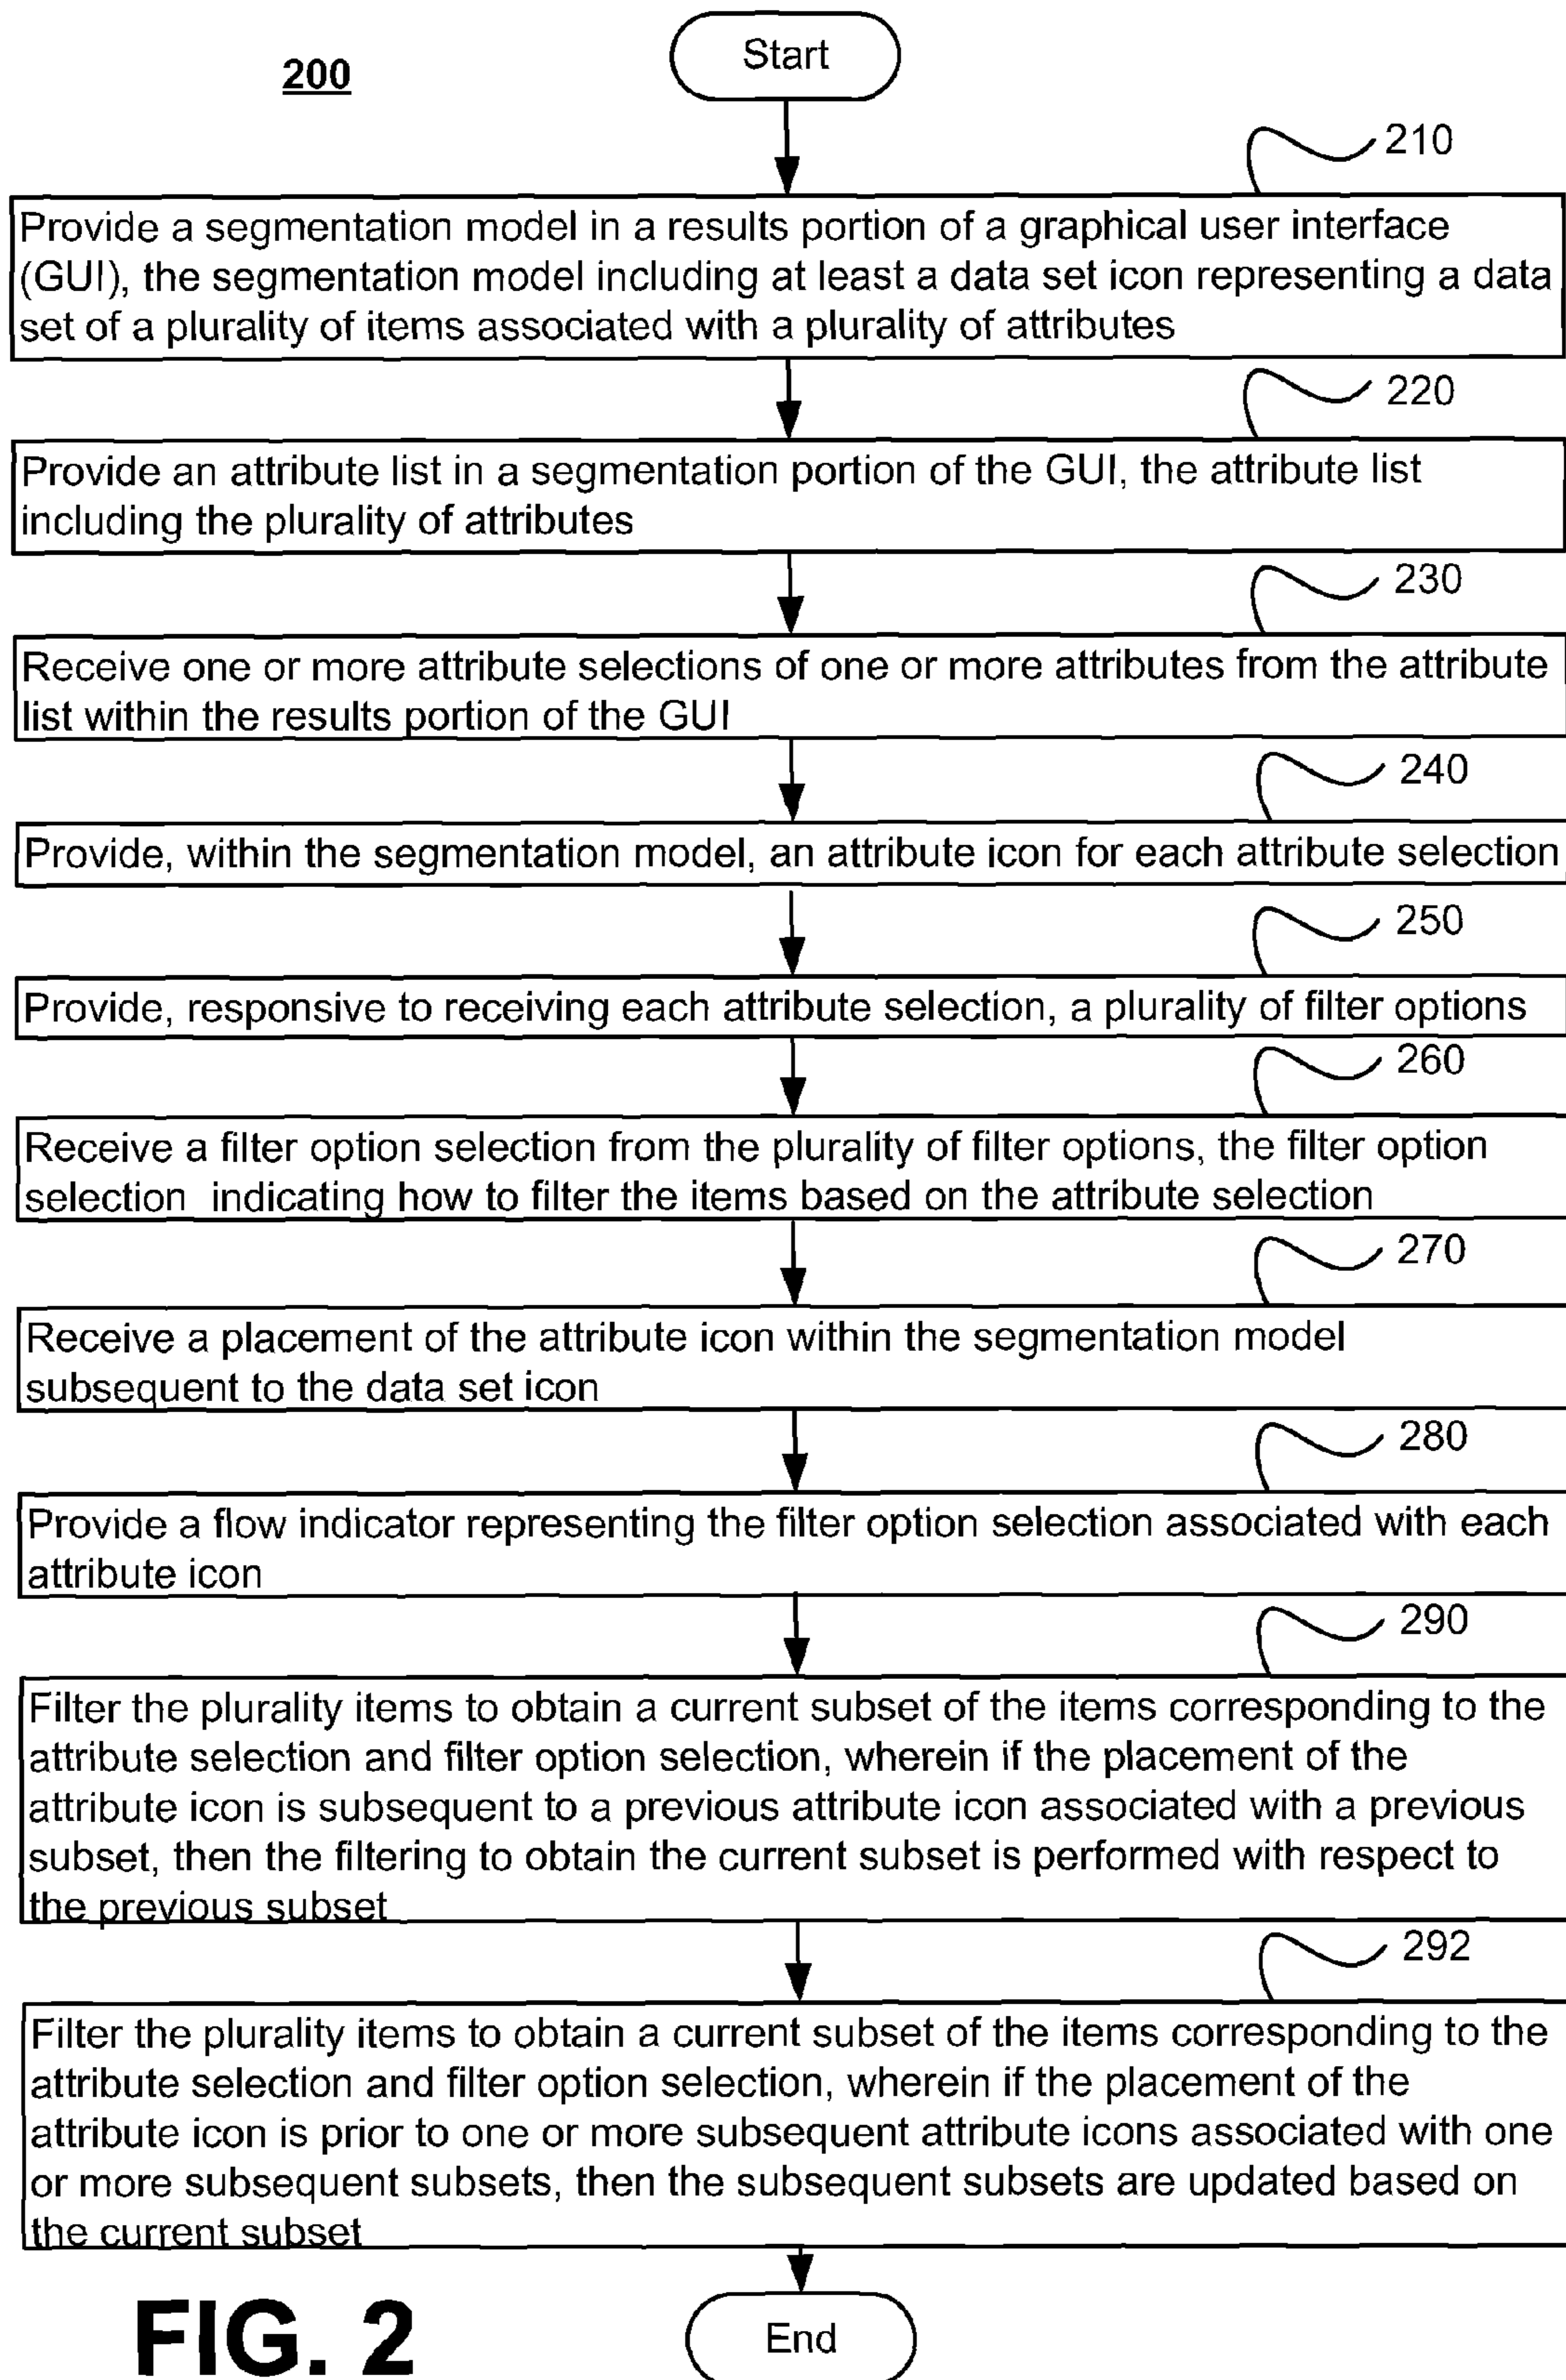 200
Start
210
Provide a segmentation model in a results portion of a graphical user interface
(GUI), the segmentation model including at least a data set icon representing a data
set of a plurality of items associated with a plurality of attributes
220
Provide an attribute list in a segmentation portion of the GUI, the attribute list
including the plurality of attributes
230
Receive one or more attribute selections of one or more attributes from the attribute
list within the results portion of the GUI
240
Provide, within the segmentation model, an attribute icon for each attribute selection
250
Provide, responsive to receiving each attribute selection, a plurality of filter options
260
Receive a filter option selection from the plurality of filter options, the filter option
selection indicating how to filter the items based on the attribute selection
270
Receive a placement of the attribute icon within the segmentation model
subsequent to the data set icon
280
Provide a flow indicator representing the filter option selection associated with each
attribute icon
290
Filter the plurality items to obtain a current subset of the items corresponding to the
attribute selection and filter option selection, wherein if the placement of the
attribute icon is subsequent to a previous attribute icon associated with a previous
subset, then the filtering to obtain the current subset is performed with respect to
the previous subset
292
Filter the plurality items to obtain a current subset of the items corresponding to the
attribute selection and filter option selection, wherein if the placement of the
attribute icon is prior to one or more subsequent attribute icons associated with one
or more subsequent subsets, then the subsequent subsets are updated based on
the current subset
End
FIG. 2